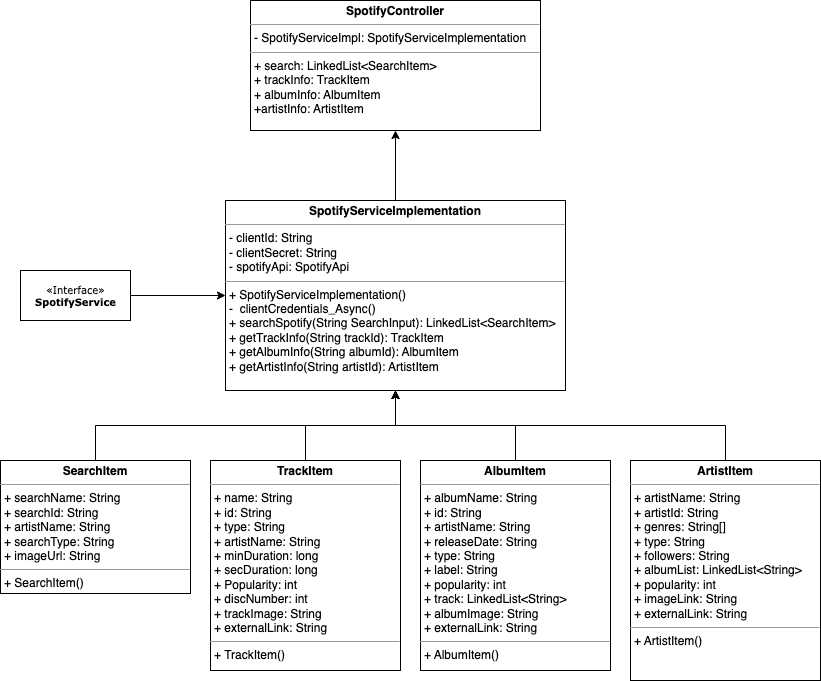 SpotifyController
- SpotifyServiceImpl: SpotifyServiceImplementation
+ search: LinkedList<SearchItem>
+ trackInfo: TrackItem
+ albumInfo: AlbumItem
+artistInfo: ArtistItem
SpotifyServiceImplementation
- clientId: String
- clientSecret: String
- spotifyApi: SpotifyApi
+ SpotifyServiceImplementation()
- clientCredentials_Async()
+ searchSpotify(String SearchInput): LinkedList<SearchItem>
+ getTrackInfo(String trackId): TrackItem
+ getAlbumInfo(String albumId): AlbumItem
+ getArtistInfo(String artistId): ArtistItem
«Interface»
SpotifyService
SearchItem
+ searchName: String
+ searchId: String
+ artistName: String
+ searchType: String
+ imageUrl: String
+ SearchItem()
TrackItem
+ name: String
+ id: String
+ type: String
+ artistName: String
+ minDuration: long
+ secDuration: long
+ Popularity: int
+ discNumber: int
+ trackImage: String
+ externalLink: String
+ TrackItem()
AlbumItem
+ albumName: String
+ id: String
+ artistName: String
+ releaseDate: String
+ type: String
+ label: String
+ popularity: int
+ track: LinkedList<String>
+ albumImage: String
+ externalLink: String
+ AlbumItem()
ArtistItem
+ artistName: String
+ artistId: String
+ genres: String[]
+ type: String
+ followers: String
+ albumList: LinkedList<String>
+ popularity: int
+ imageLink: String
+ externalLink: String
+ ArtistItem()